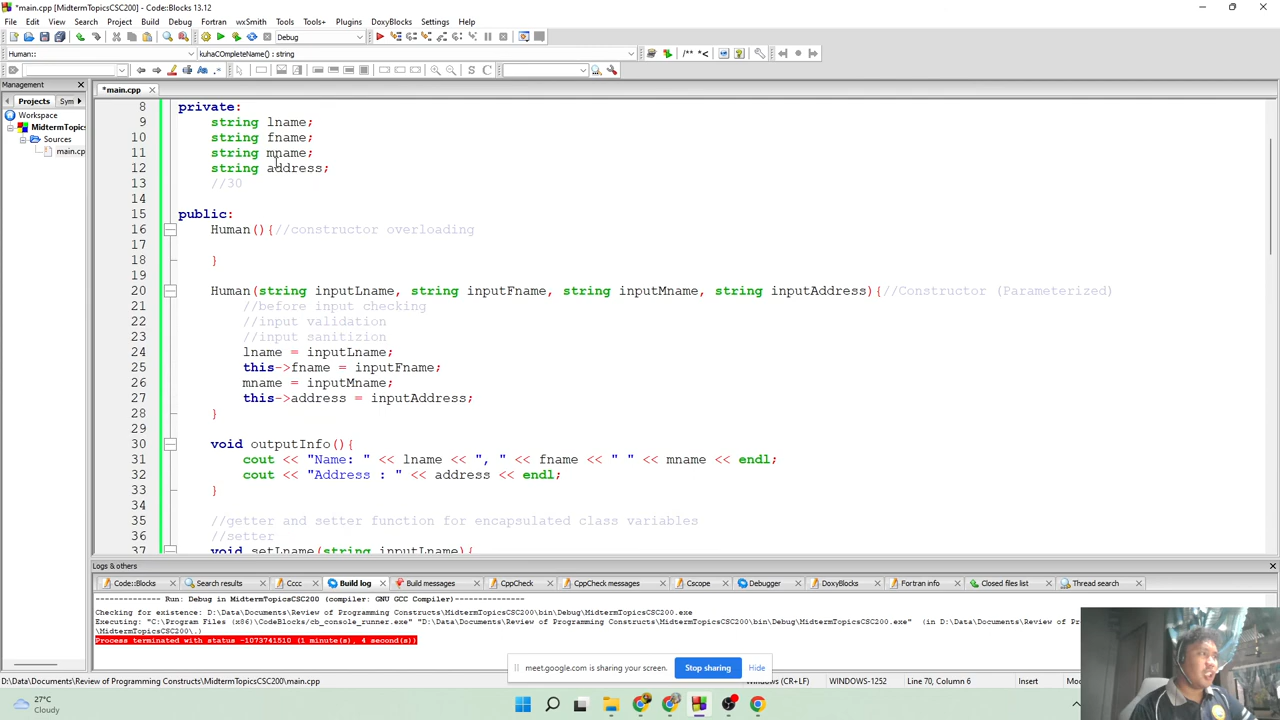 *main.cpp [MidtermTopicsCSC200] - Code::Blocks 13.12
File Edit View Search Project Build Debug Fortran wxSmith Tools Tools+ Plugins DoxyBlocks Settings Help
Debug
Human:: kuhaCOmpleteName() : string
/** *<
S C
Management
*main.cpp
Projects Sym
Workspace
MidtermTopics
Sources
main.cp
8 private:
9 string lname;
10 string fname;
11 string mname;
12 string address;
13 //30
14
15 public:
16 Human(){//constructor overloading
17
18 }
19
20 Human(string inputLname, string inputFname, string inputMname, string inputAddress){//Constructor (Parameterized)
21 //before input checking
22 //input validation
23 //input sanitizion
24 lname = inputLname;
25 this->fname = inputFname;
26 mname = inputMname;
27 this->address = inputAddress;
28 }
29
30 void outputInfo(){
31 cout << "Name: " << lname << ", " << fname << " " << mname << endl;
32 cout << "Address : " << address << endl;
33 }
34
35 //getter and setter function for encapsulated class variables
36 //setter
37 void setLname(string inputLname){
Logs & others
Code::Blocks Search results Cccc Build log Build messages CppCheck CppCheck messages Cscope Debugger DoxyBlocks Fortran info Closed files list Thread search
-------------- Run: Debug in MidtermTopicsCSC200 (compiler: GNU GCC Compiler)---------------
Checking for existence: D:\Data\Documents\Review of Programming Constructs\MidtermTopicsCSC200\bin\Debug\MidtermTopicsCSC200.exe
Executing: "C:\Program Files (x86)\CodeBlocks/cb_console_runner.exe" "D:\Data\Documents\Review of Programming Constructs\MidtermTopicsCSC200\bin\Debug\MidtermTopicsCSC200.exe" (in D:\Data\Documents\Review of P
\MidtermTopicsCSC200\.)
Process terminated with status -1073741510 (1 minute(s), 4 second(s))
meet.google.com is sharing your screen. Stop sharing Hide
D:\Data\Documents\Review of Programming Constructs\MidtermTopicsCSC200\main.cpp Windows (CR+LF) WINDOWS-1252 Line 70, Column 6 Insert
27°C
Cloudy